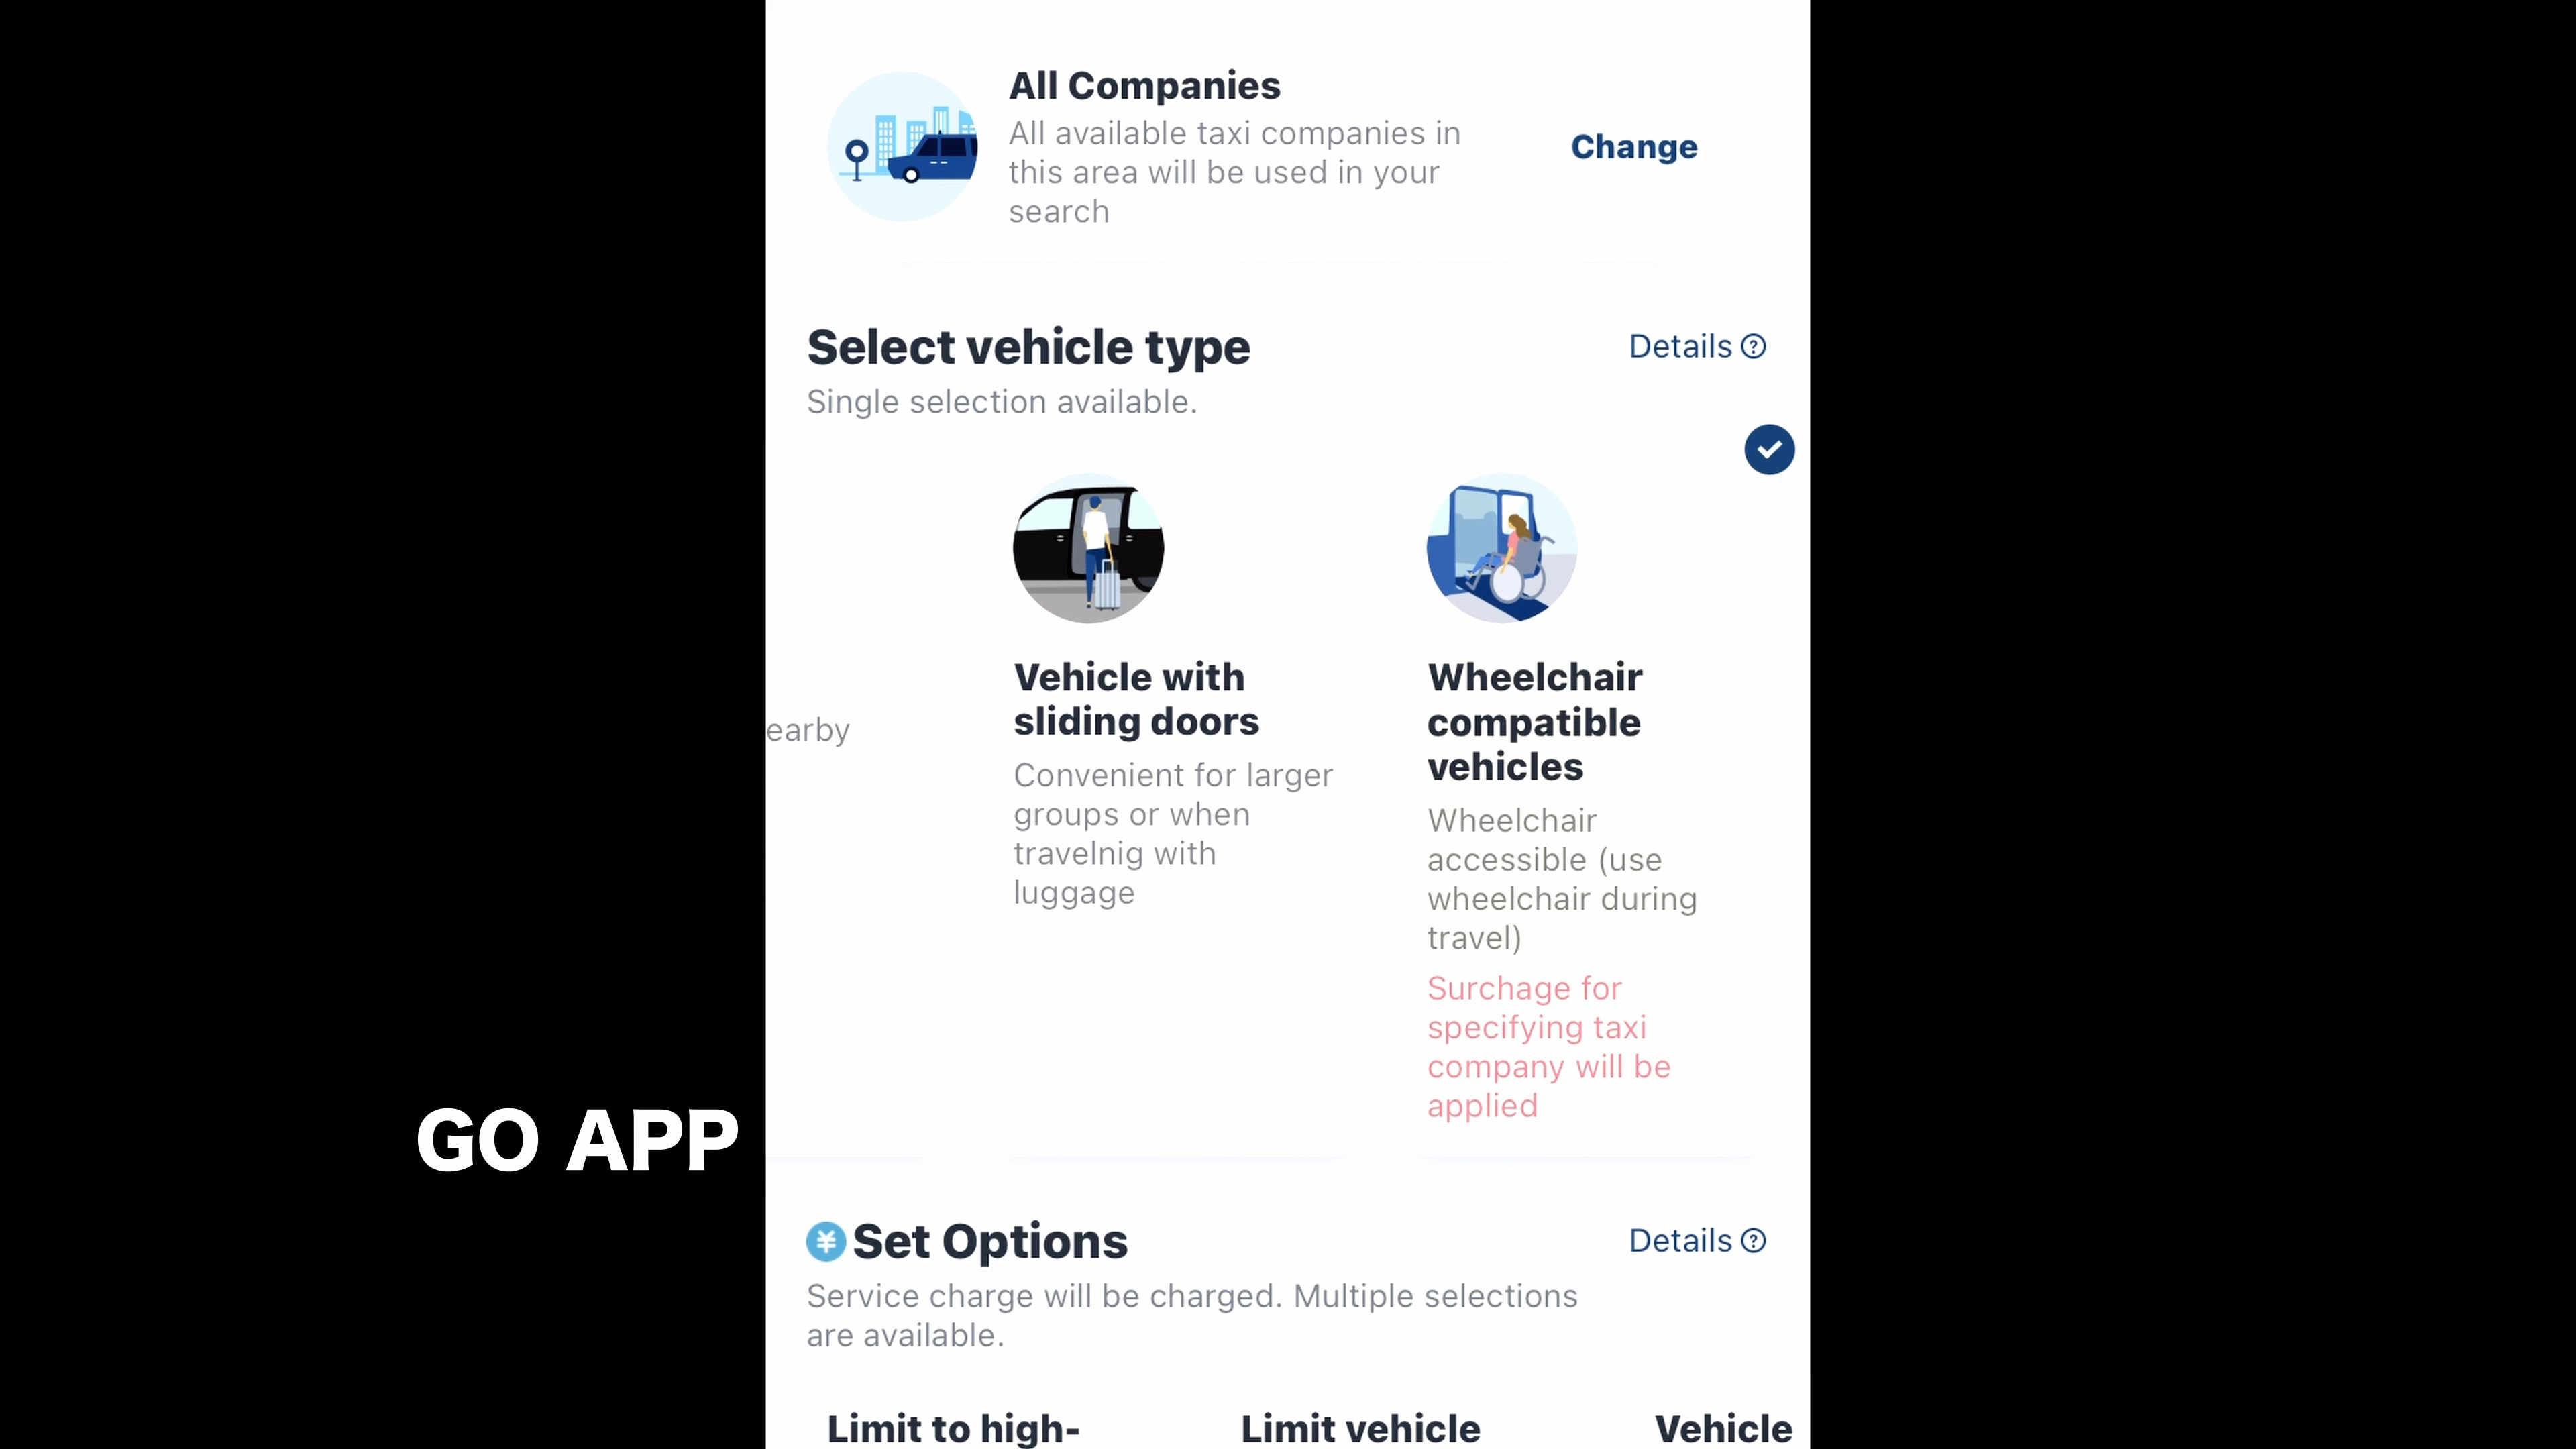 All Companies
All available taxi companies in
this area will be used in your
search
Change
Select vehicle type
Details
Single selection available.
earby
Vehicle with
sliding doors
Convenient for larger
groups or when
travelnig with
luggage
Wheelchair
compatible
vehicles
Wheelchair
accessible (use
wheelchair during
travel)
Surchage for
specifying taxi
company will be
applied
GO APP
¥ Set Options
Details
Service charge will be charged. Multiple selections
are available.
Limit to high-
Limit vehicle
Vehicle